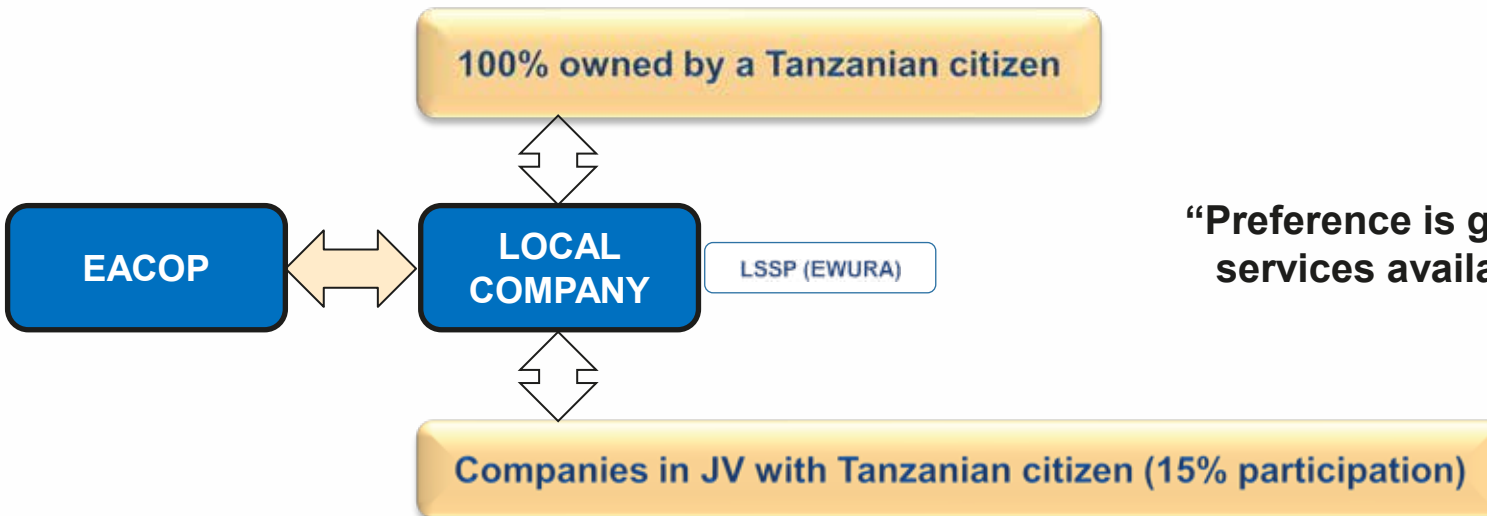 100% owned by a Tanzanian citizen
EACOP
LOCAL
COMPANY
LSSP (EWURA)
“Preference is g
services availa
Companies in JV with Tanzanian citizen (15% participation)